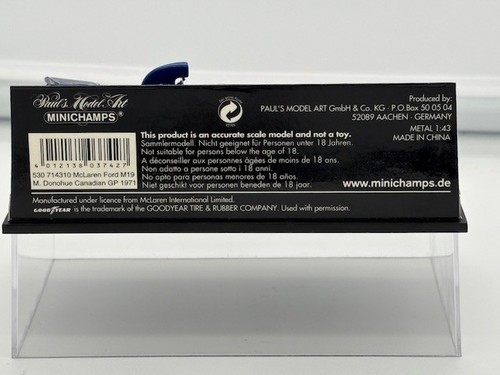 Paul's Model Art
MINICHAMPS®
PAUL'S MODEL ART GmbH & Co. KG · P.O.Box 50 05 04
52089 AACHEN · GERMANY
Produced by:
METAL 1:43
MADE IN CHINA
4 012138 037427
530 714310 McLaren Ford M19
M. Donohue Canadian GP 1971
This product is an accurate scale model and not a toy.
Sammlermodell. Nicht geeignet für Personen unter 18 Jahren.
Not suitable for persons below the age of 18.
A déconseiller aux personnes âgées de moins de 18 ans.
Non adatto a persone sotto i 18 anni.
No apto para personas menores de 18 años.
Niet geschikt voor personen beneden de 18 jaar.
www.minichamps.de
Manufactured under licence from McLaren International Limited.
GOODYEAR is the trademark of the GOODYEAR TIRE & RUBBER COMPANY. Used with permission.